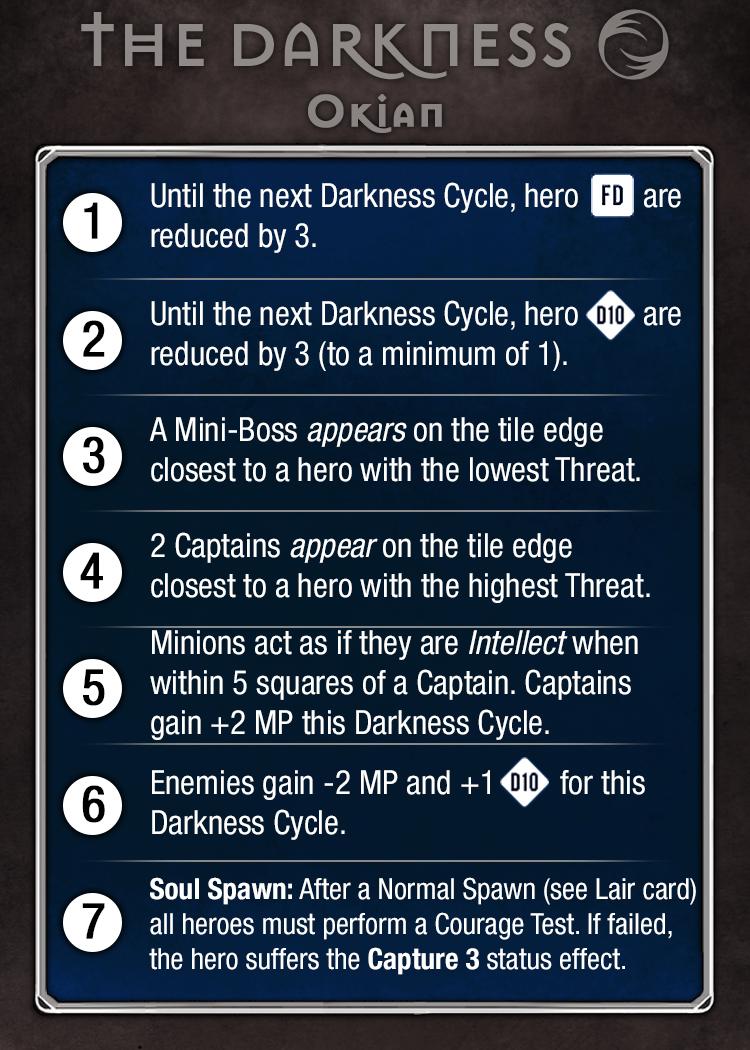 THE DARKNESS
Okian
1
Until the next Darkness Cycle, hero FD are
reduced by 3.
2
Until the next Darkness Cycle, hero D10 are
reduced by 3 (to a minimum of 1).
3
A Mini-Boss appears on the tile edge
closest to a hero with the lowest Threat.
4
2 Captains appear on the tile edge
closest to a hero with the highest Threat.
5
Minions act as if they are Intellect when
within 5 squares of a Captain. Captains
gain +2 MP this Darkness Cycle.
6
Enemies gain -2 MP and +1 D10 for this
Darkness Cycle.
7
Soul Spawn: After a Normal Spawn (see Lair card)
all heroes must perform a Courage Test. If failed,
the hero suffers the Capture 3 status effect.